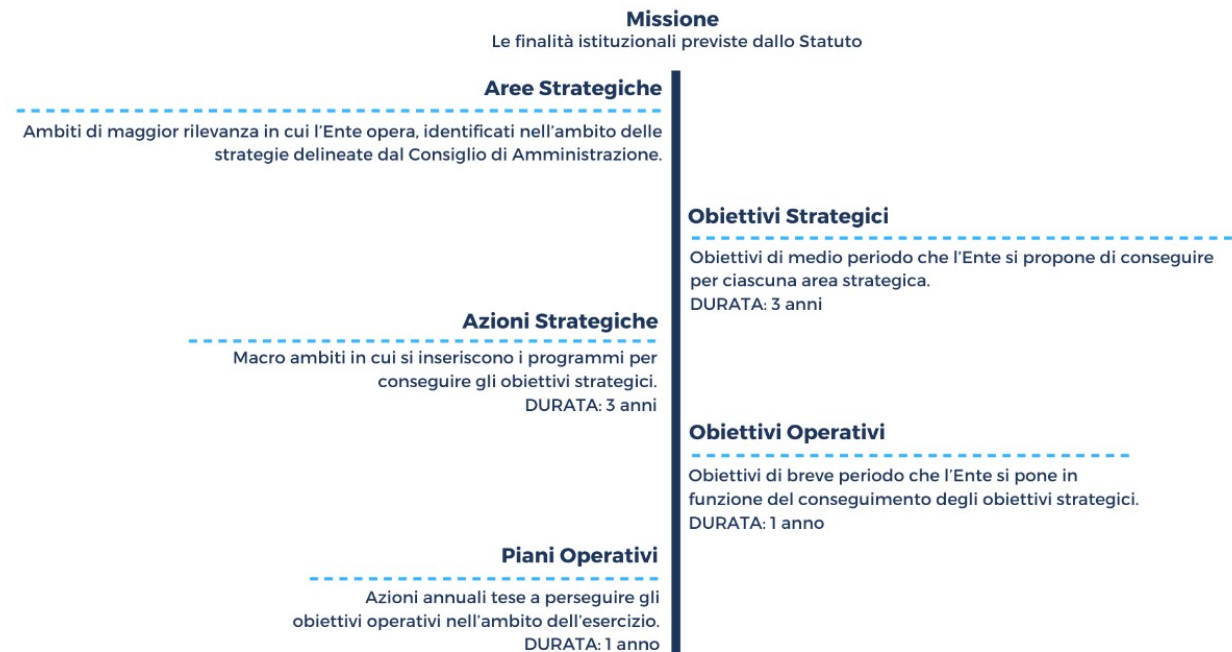 Missione
Le finalità istituzionali previste dallo Statuto
Aree Strategiche
Ambiti di maggior rilevanza in cui l'Ente opera, identificati nell'ambito delle
strategie delineate dal Consiglio di Amministrazione.
Obiettivi Strategici
Obiettivi di medio periodo che l'Ente si propone di conseguire
per ciascuna area strategica.
DURATA: 3 anni
Azioni Strategiche
Macro ambiti in cui si inseriscono i programmi per
conseguire gli obiettivi strategici.
DURATA: 3 anni
Obiettivi Operativi
Obiettivi di breve periodo che l'Ente si pone in
funzione del conseguimento degli obiettivi strategici.
DURATA: 1 anno
Piani Operativi
Azioni annuali tese a perseguire gli
obiettivi operativi nell'ambito dell'esercizio.
DURATA: 1 anno